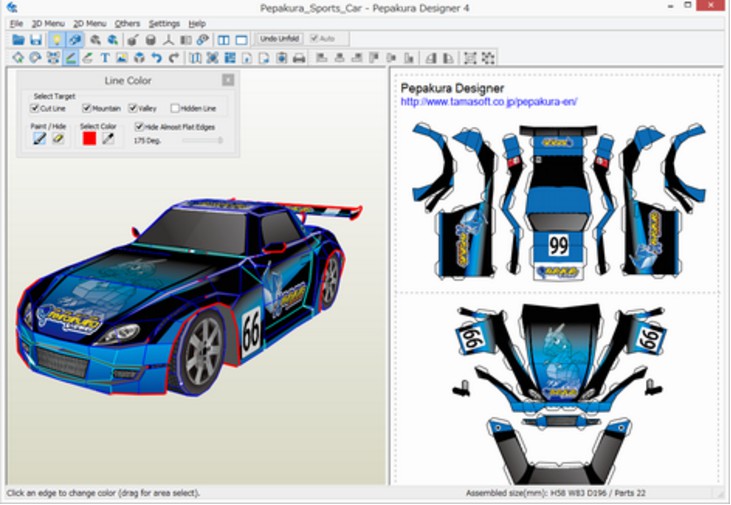 Pepakura_Sports_Car - Pepakura Designer 4
File 3D Menu 2D Menu Others Settings Help
Undo Unfold Auto
Line Color
Select Target
Cut Line Mountain Valley Hidden Line
Paint / Hide Select Color Hide Almost Flat Edges
175 Deg.
Pepakura Designer
http://www.tamasoft.co.jp/pepakura-en/
66
99
66
66
Click an edge to change color (drag for area select).
Assembled size(mm): H58 W83 D196 / Parts 22